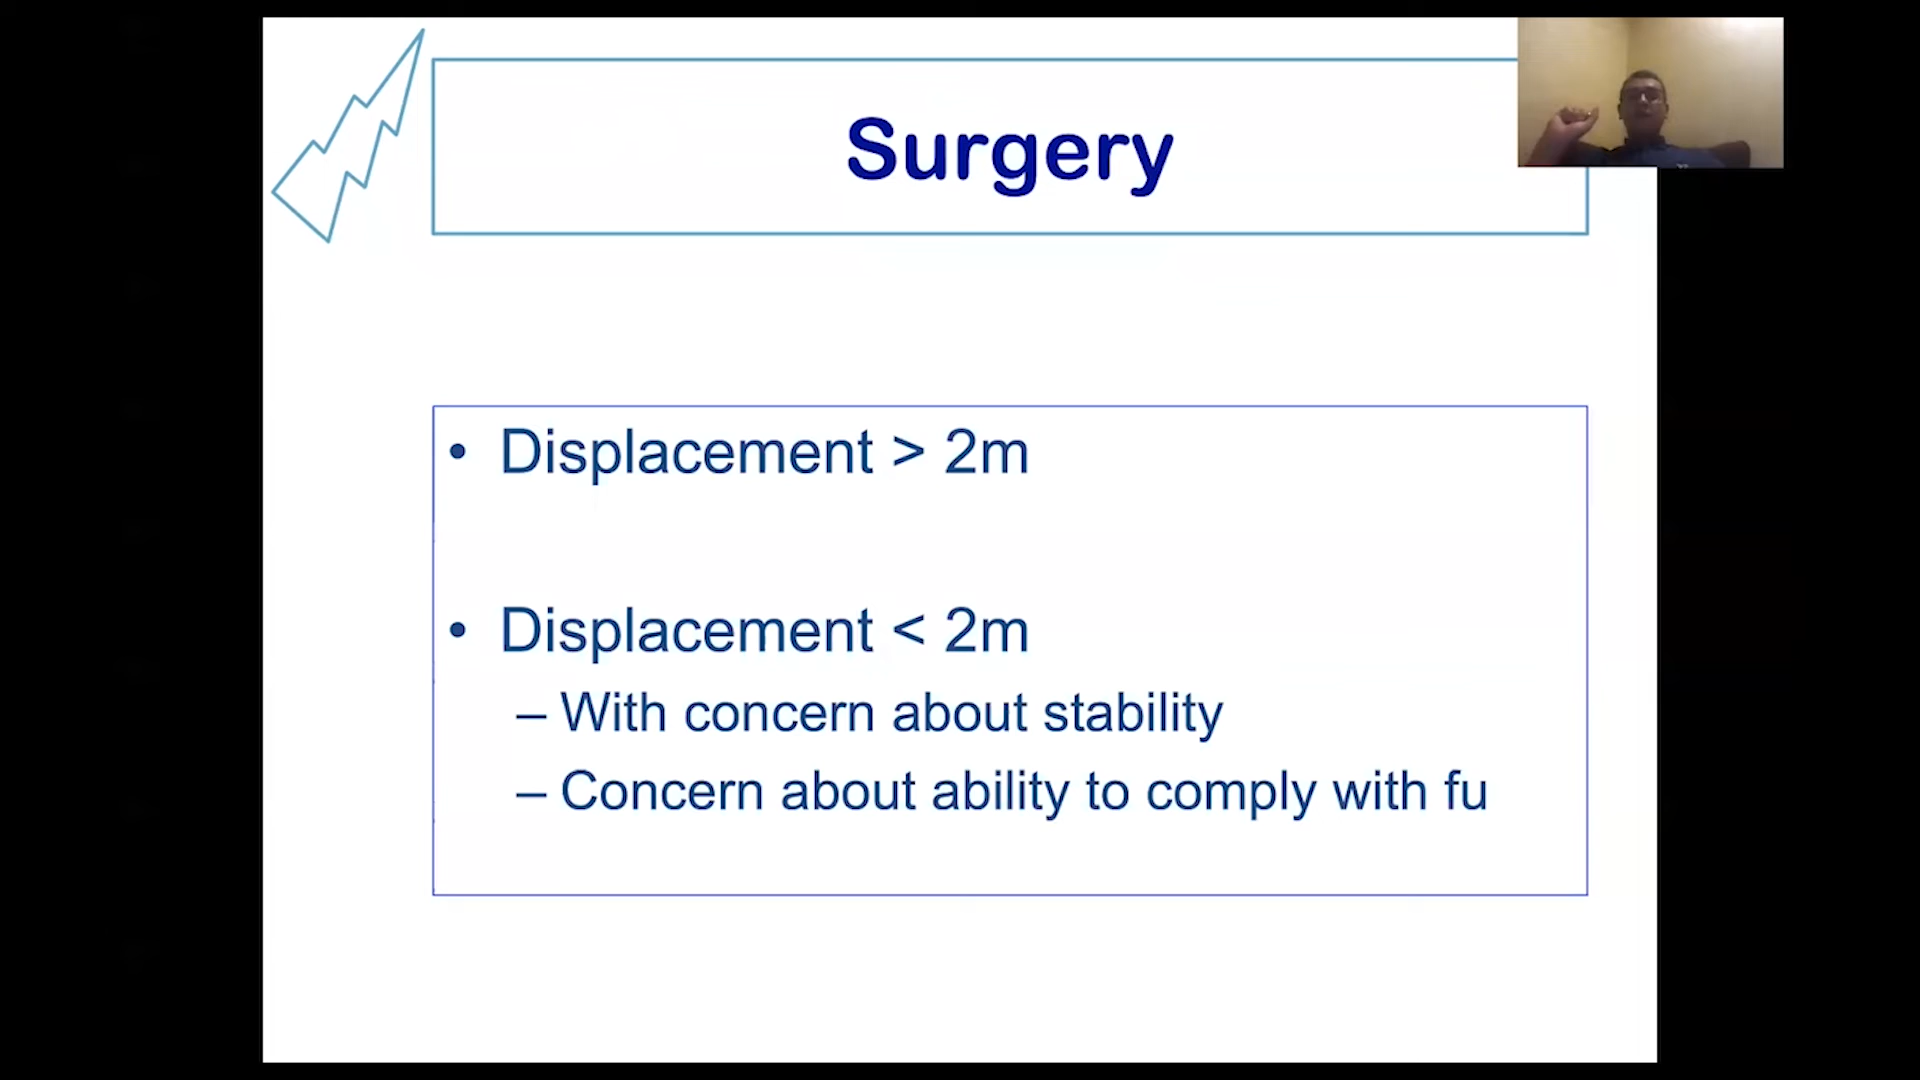 Surgery
• Displacement > 2m
• Displacement < 2m
– With concern about stability
– Concern about ability to comply with fu